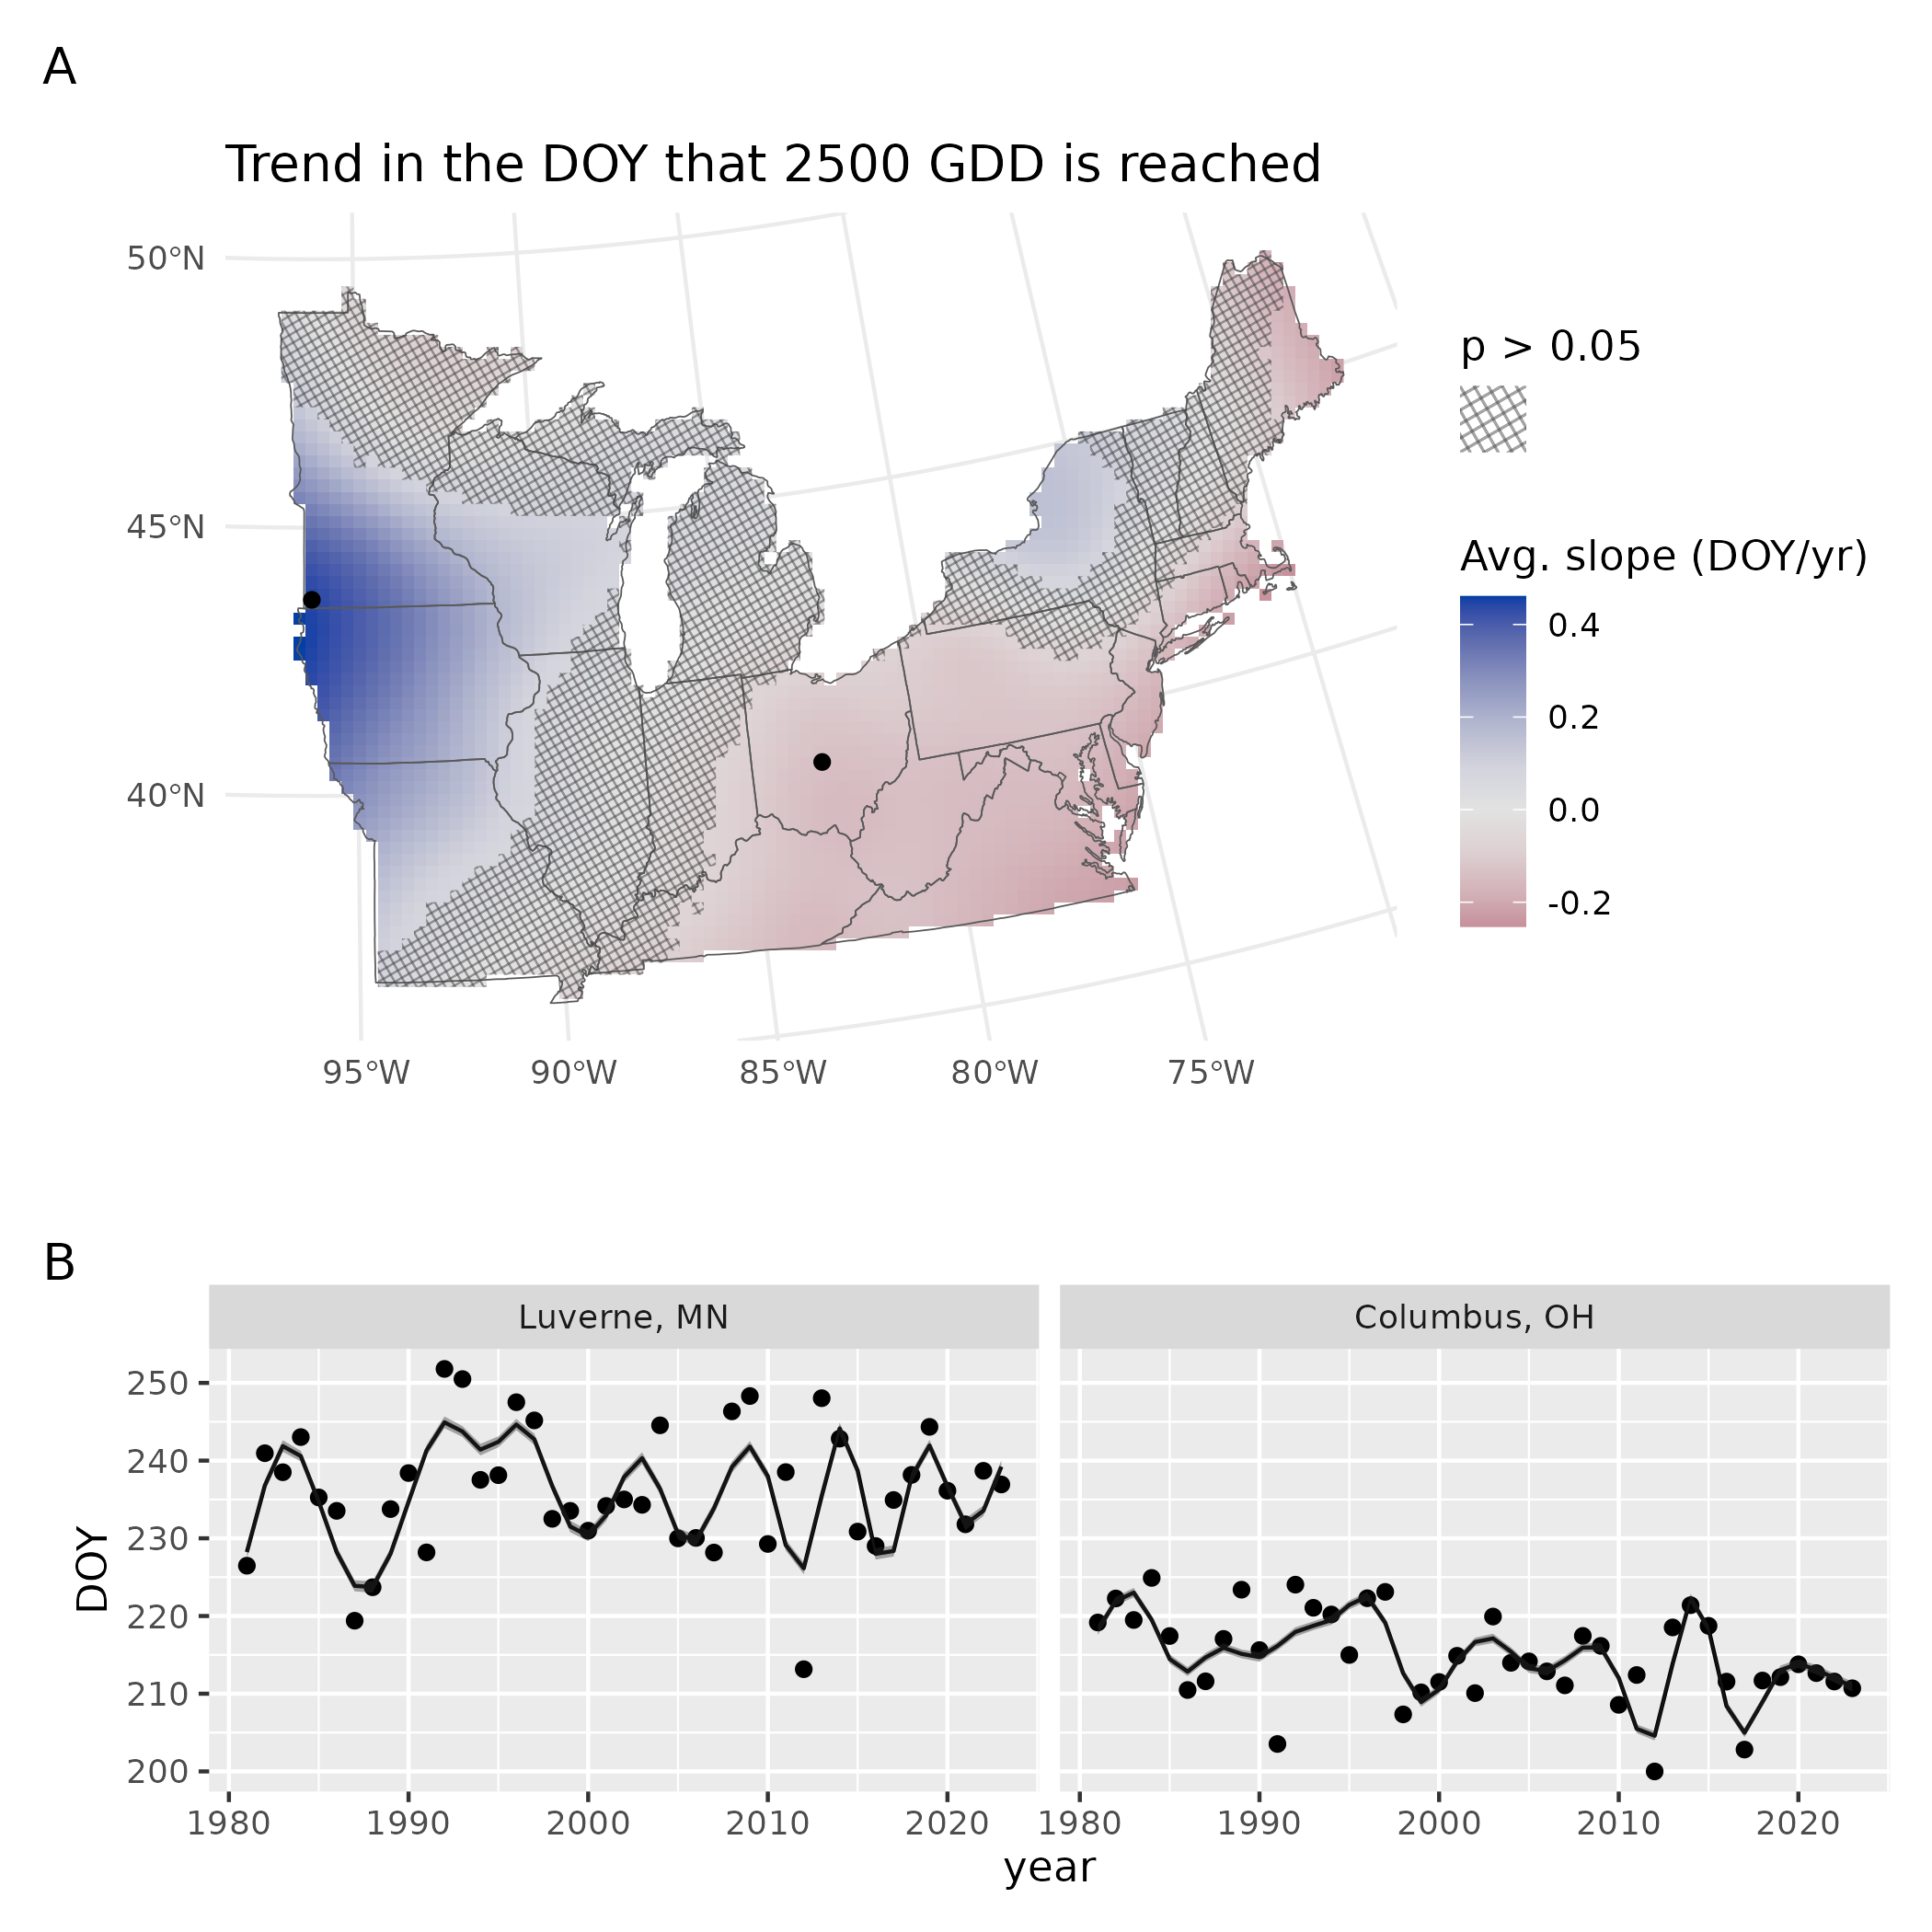 A
Trend in the DOY that 2500 GDD is reached
50°N
45°N
40°N
95°W
90°W
85°W
80°W
75°W
p > 0.05
Avg. slope (DOY/yr)
0.4
0.2
0.0
-0.2
B
Luverne, MN
Columbus, OH
DOY
250
240
230
220
210
200
1980
1990
2000
2010
2020
1980
1990
2000
2010
2020
year